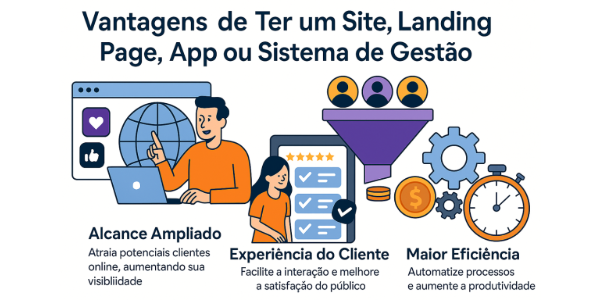 Vantagens de Ter um Site, Landing
Page, App ou Sistema de Gestão
Alcance Ampliado
Atraia potenciais clientes
online, aumentando sua
visibliidade
Experiência do Cliente
Facilite a interação e melhore
a satisfação do público
Maior Eficiência
Automatize processos
e aumente a produtividade